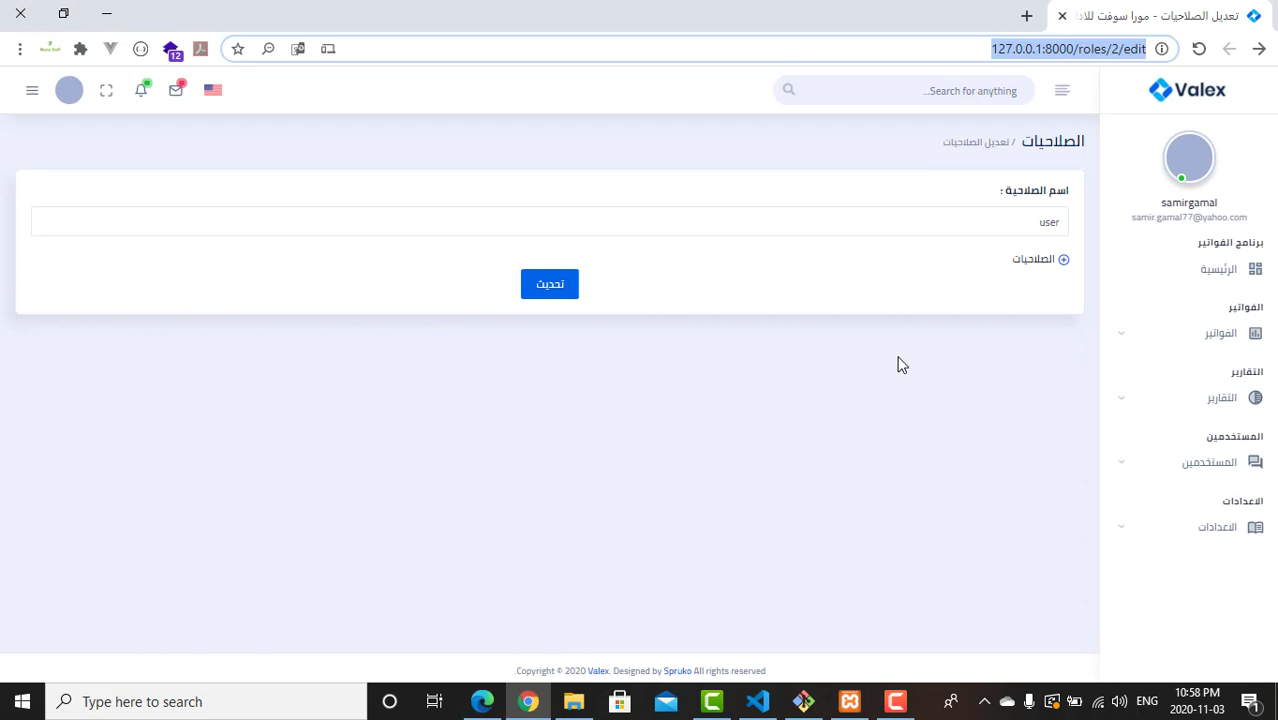 تعديل الصلاحيات - مورا سوفت للادا
127.0.0.1:8000/roles/2/edit
12
Valex
Search for anything...
samirgamal
samir.gamal77@yahoo.com
برنامج الفواتير
الرئيسية
الفواتير
الفواتير
التقارير
التقارير
المستخدمين
المستخدمين
الاعدادات
الاعدادات
الصلاحيات / تعديل الصلاحيات
اسم الصلاحية :
user
الصلاحيات
تحديث
Copyright © 2020 Valex. Designed by Spruko All rights reserved.
Type here to search
ENG
10:58 PM
2020-11-03
1